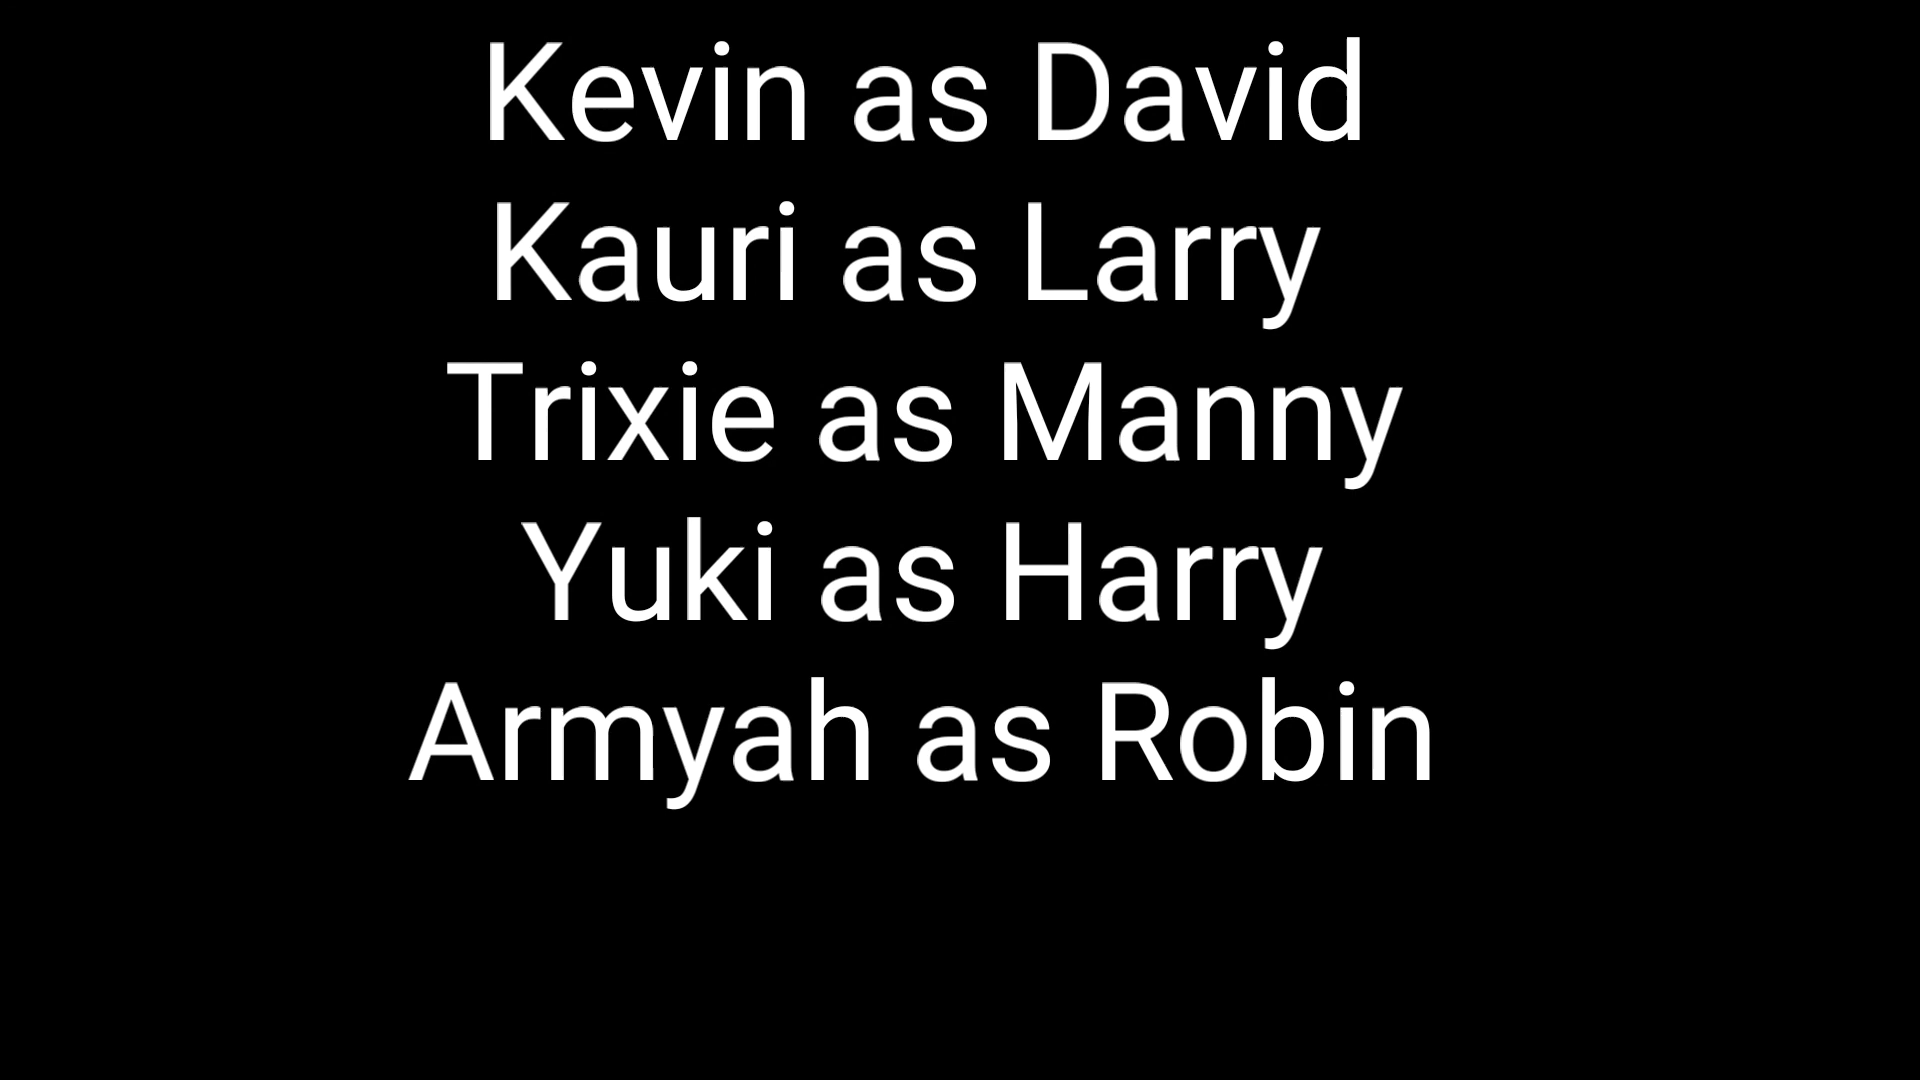 Kevin as David
Kauri as Larry
Trixie as Manny
Yuki as Harry
Armyah as Robin